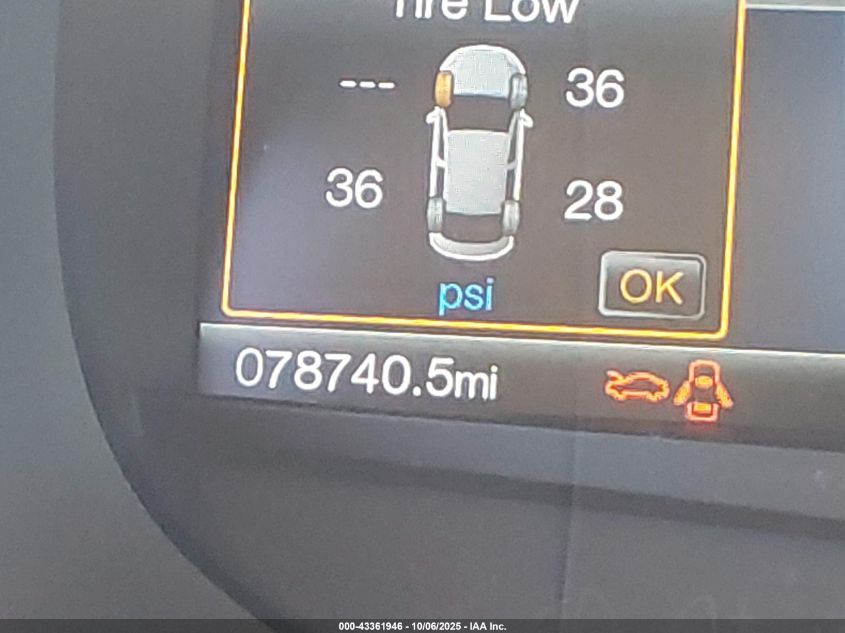 Tire Low
--- 36
36 28
psi
OK
078740.5mi
000-43361946 - 10/06/2025 - IAA Inc.